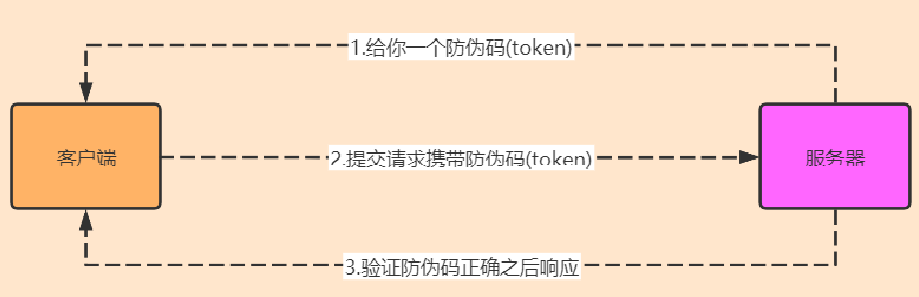 1.给你一个防伪码(token)
客户端
2.提交请求携带防伪码(token)
服务器
3.验证防伪码正确之后响应